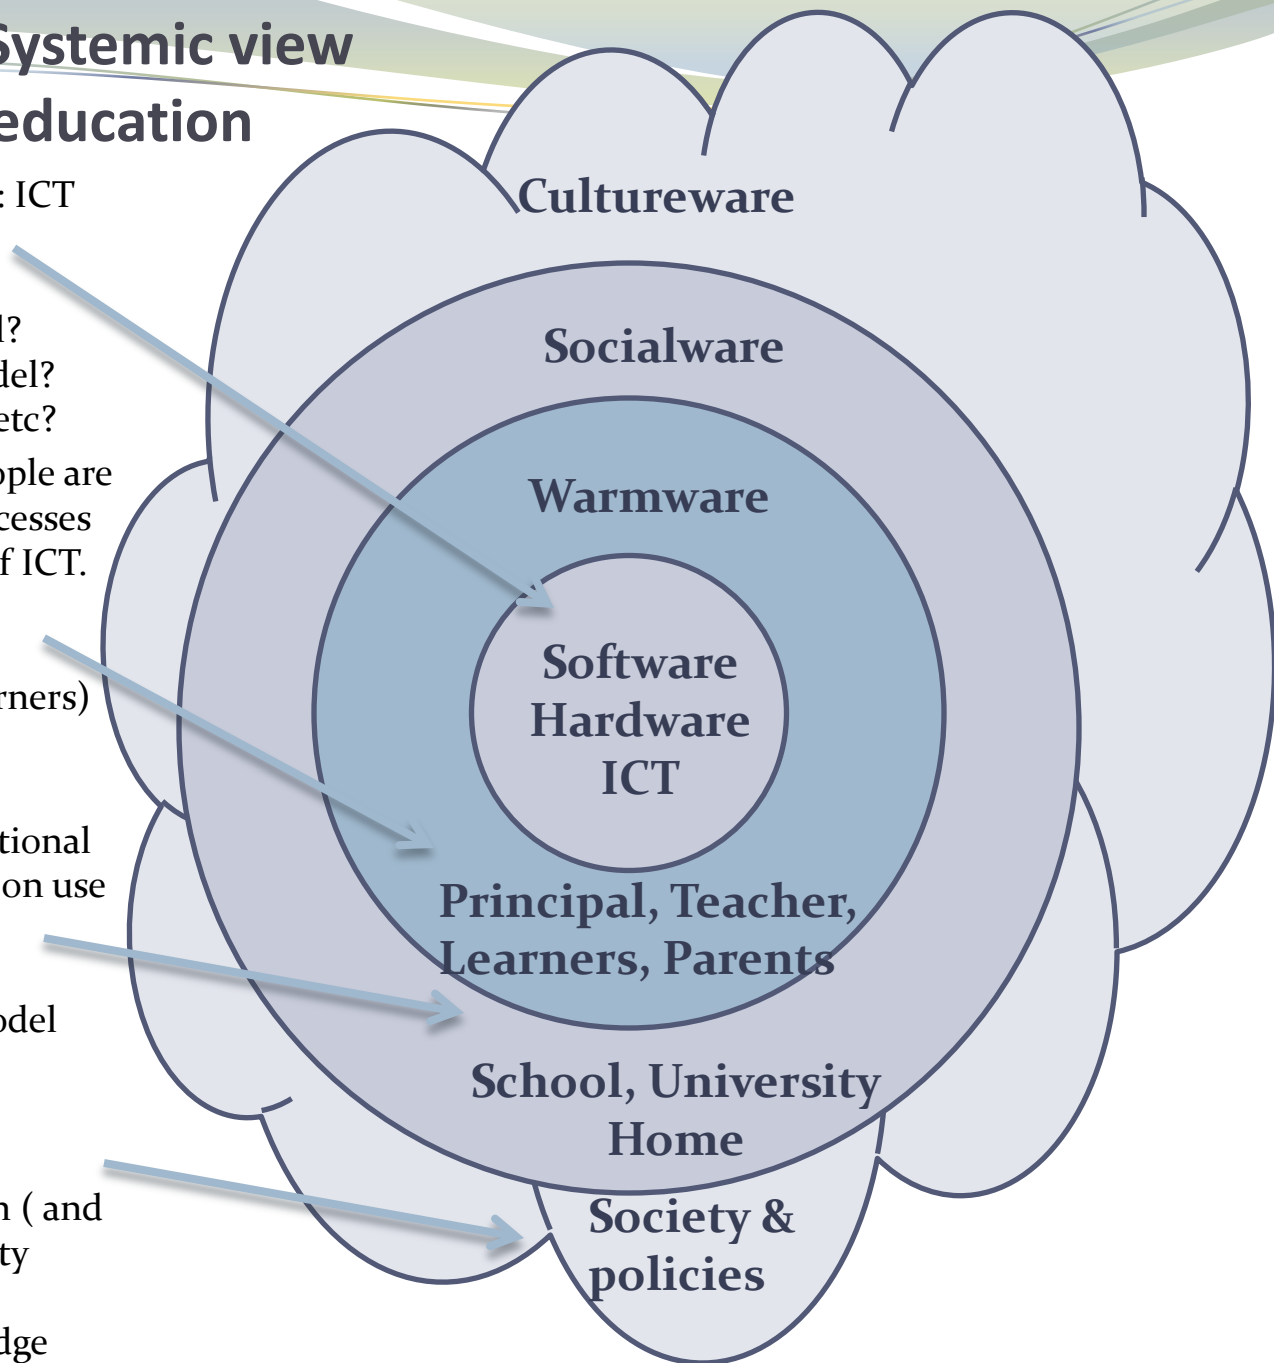 Systemic view
education
: ICT
l?
del?
etc?
ople are
cesses
f ICT.
rners)
tional
on use
odel
n ( and
ty
dge
Cultureware
Socialware
Warmware
Software
Hardware
ICT
Principal, Teacher,
Learners, Parents
School, University
Home
Society &
policies